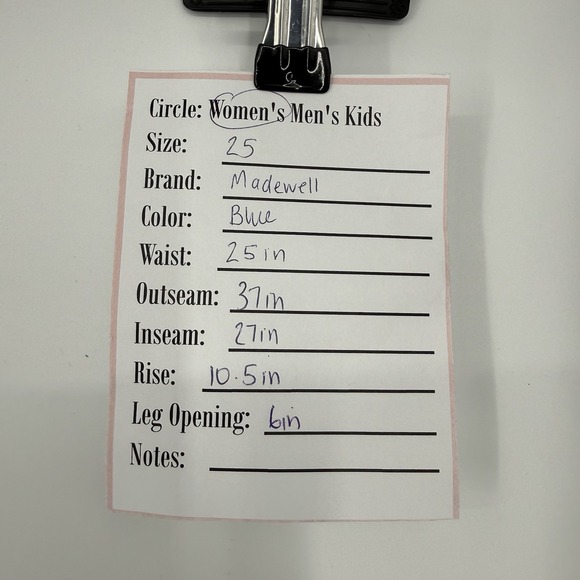 Circle: Women's Men's Kids
Size: 25
Brand: Madewell
Color: Blue
Waist: 25in
Outseam: 37in
Inseam: 27in
Rise: 10.5in
Leg Opening: 6in
Notes: